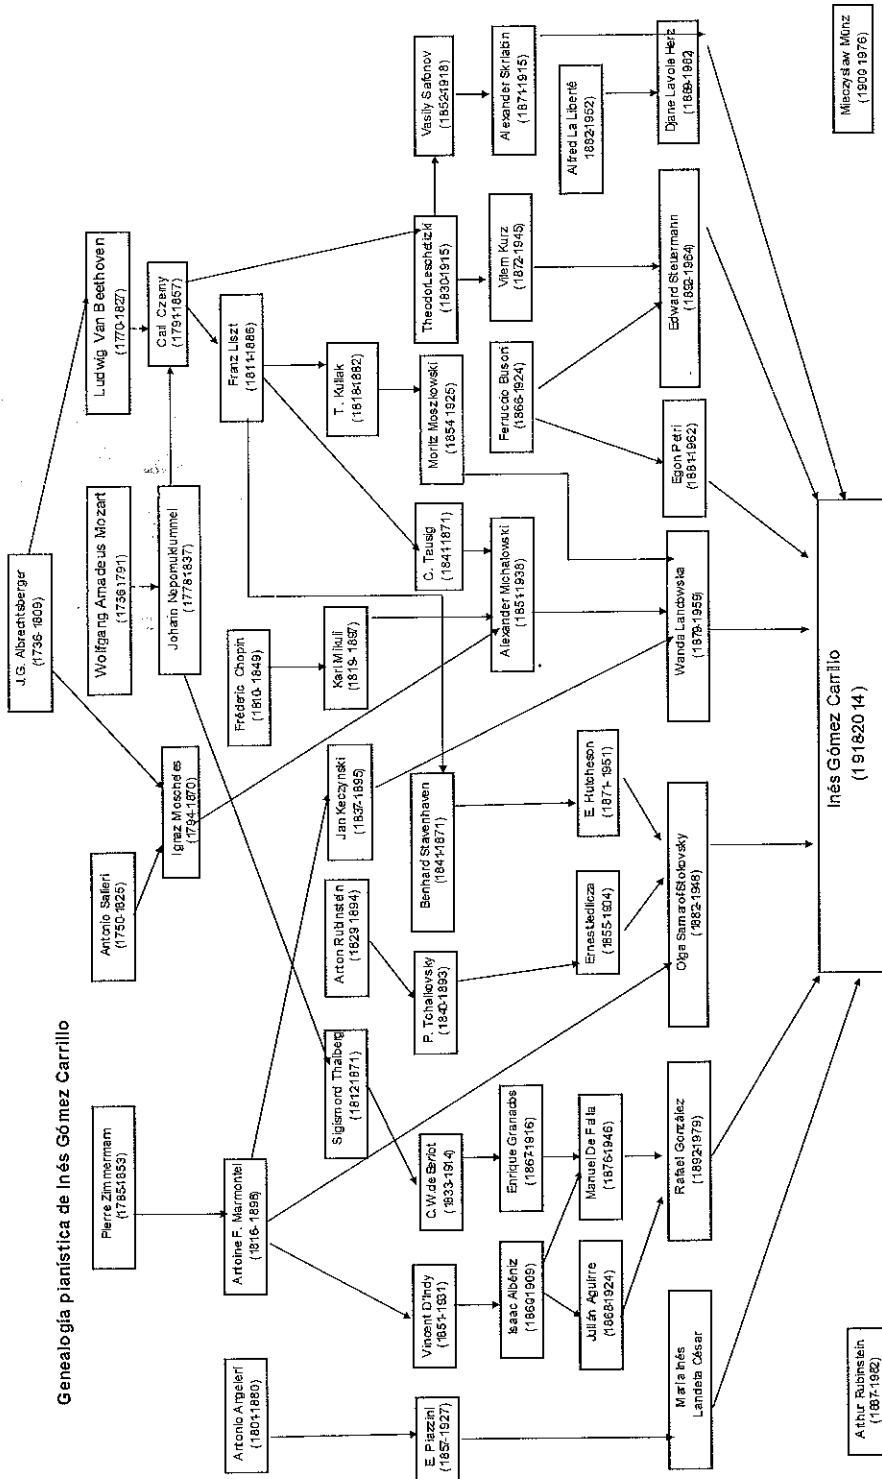 Genealogía pianística de Inés Gómez Carrillo
J.G. Albrechtsberger
(1736-1809)
Antonio Salieri
(1750-1825)
Wolfgang Amadeus Mozart
(1756 1791)
Ludwig Van Beethoven
(1770-1827)
Pierre Zimmermam
(1785-1853)
Ignaz Moscheles
(1794-1870)
Johann Nepomuklummel
(1778 1837)
Carl Czerny
(1791-1857)
Antonio Angeleri
(1801-1880)
Antoine F. Marmontel
(1816-1898)
Fréderic Chopin
(1810-1849)
Franz Liszt
(1811-1886)
Sigismord Thalberg
(1812 1871)
Anton Rubinstein
(1829 1894)
Jan Keczynski
(1837-1895)
Karl Mikuli
(1819-1897)
T. Kullak
(1818-1882)
E. Piazzini
(1857-1927)
Vincent D'Indy
(1851-1931)
C.W. de Beriot
(1833-1914)
P. Tchaikovsky
(1840-1893)
Benhard Stavenhaven
(1841-1871)
C. Tausig
(1841 1871)
Moritz Moszkowski
(1854 1925)
Theodor Leschetizki
(1830-1915)
Vasily Safonov
(1852-1918)
Isaac Albéniz
(1860 1909)
Enrique Granados
(1867-1916)
Alexander Michalowski
(1851-1938)
Ferruccio Busoni
(1866-1924)
Vilem Kurz
(1872-1945)
Alexander Skriabin
(1871-1915)
Julián Aguirre
(1868-1924)
Manuel De Falla
(1876-1946)
Ernest Jedlicza
(1855-1904)
E. Hutcheson
(1871-1951)
Alfred La Liberté
1882-1952)
María Inés
Landeta César
Rafael González
(1892-1979)
Olga Samaroff-Stokovsky
(1882-1948)
Wanda Landowska
(1879-1959)
Egon Petri
(1881-1962)
Edward Steuermann
(1892-1964)
Djane Lavoie Herz
(1889-1982)
Inés Gómez Carrillo
(1918 2014)
Arthur Rubinstein
(1887-1982)
Mieczyslaw Münz
(1900 1976)